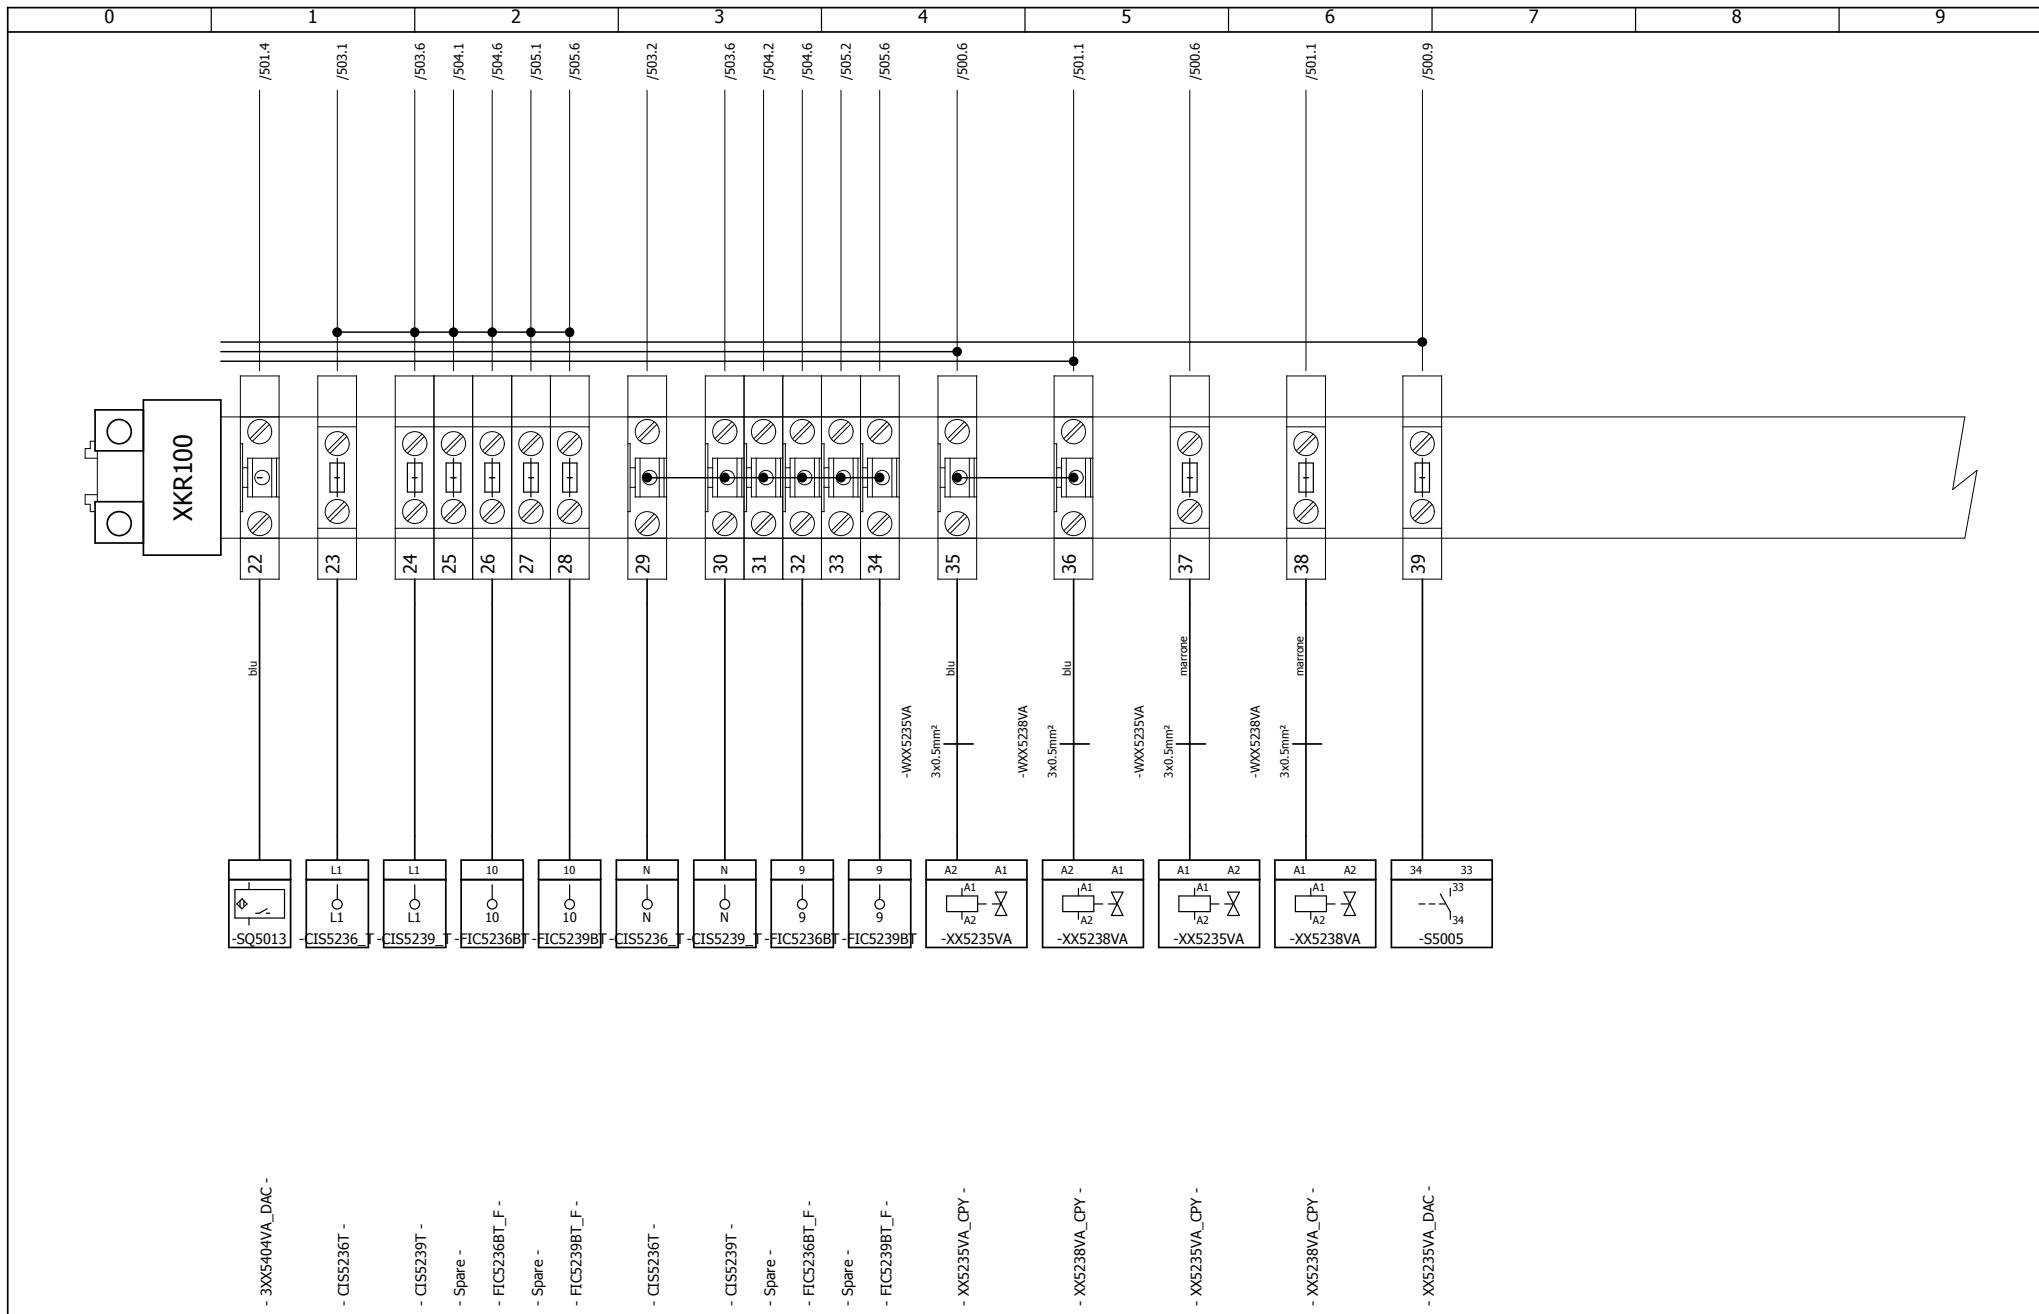 0 1 2 3 4 5 6 7 8 9
/501.4 /503.1 /503.6 /504.1 /504.6 /505.1 /505.6 /503.2 /503.6 /504.2 /504.6 /505.2 /505.6 /500.6 /501.1 /500.6 /501.1 /500.9
XKR100
22 23 24 25 26 27 28 29 30 31 32 33 34 35 36 37 38 39
blu blu blu marrone marrone
-WXX5235VA -WXX5238VA -WXX5235VA -WXX5238VA
3x0.5mm² 3x0.5mm² 3x0.5mm² 3x0.5mm²
L1 L1 10 10 N N 9 9 A2 A1 A2 A1 A1 A2 A1 A2 34 33
A1 A1 A1 A1 33
L1 L1 10 10 N N 9 9 A2 A2 A2 A2 34
-SQ5013 -CIS5236_T -CIS5239_T -FIC5236BT -FIC5239BT -CIS5236_T -CIS5239_T -FIC5236BT -FIC5239BT -XX5235VA -XX5238VA -XX5235VA -XX5238VA -S5005
- 3XX5404VA_DAC -
- CIS5236T -
- CIS5239T -
- Spare -
- FIC5236BT_F -
- Spare -
- FIC5239BT_F -
- CIS5236T -
- CIS5239T -
- Spare -
- FIC5236BT_F -
- Spare -
- FIC5239BT_F -
- XX5235VA_CPY -
- XX5238VA_CPY -
- XX5235VA_CPY -
- XX5238VA_CPY -
- XX5235VA_DAC -